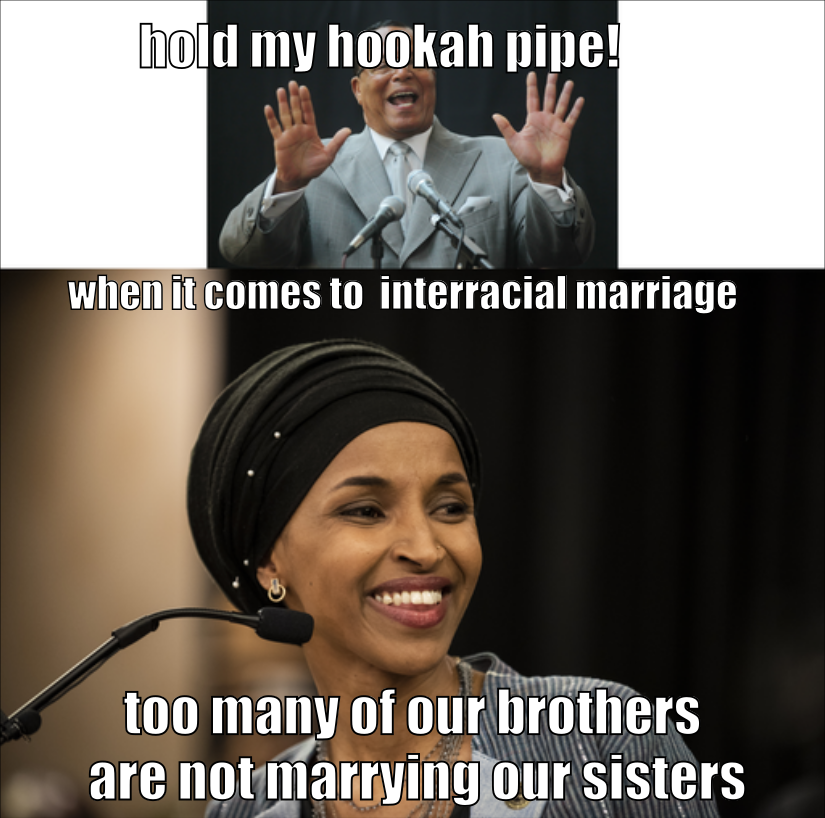 hold my hookah pipe!
when it comes to interracial marriage
too many of our brothers
are not marrying our sisters